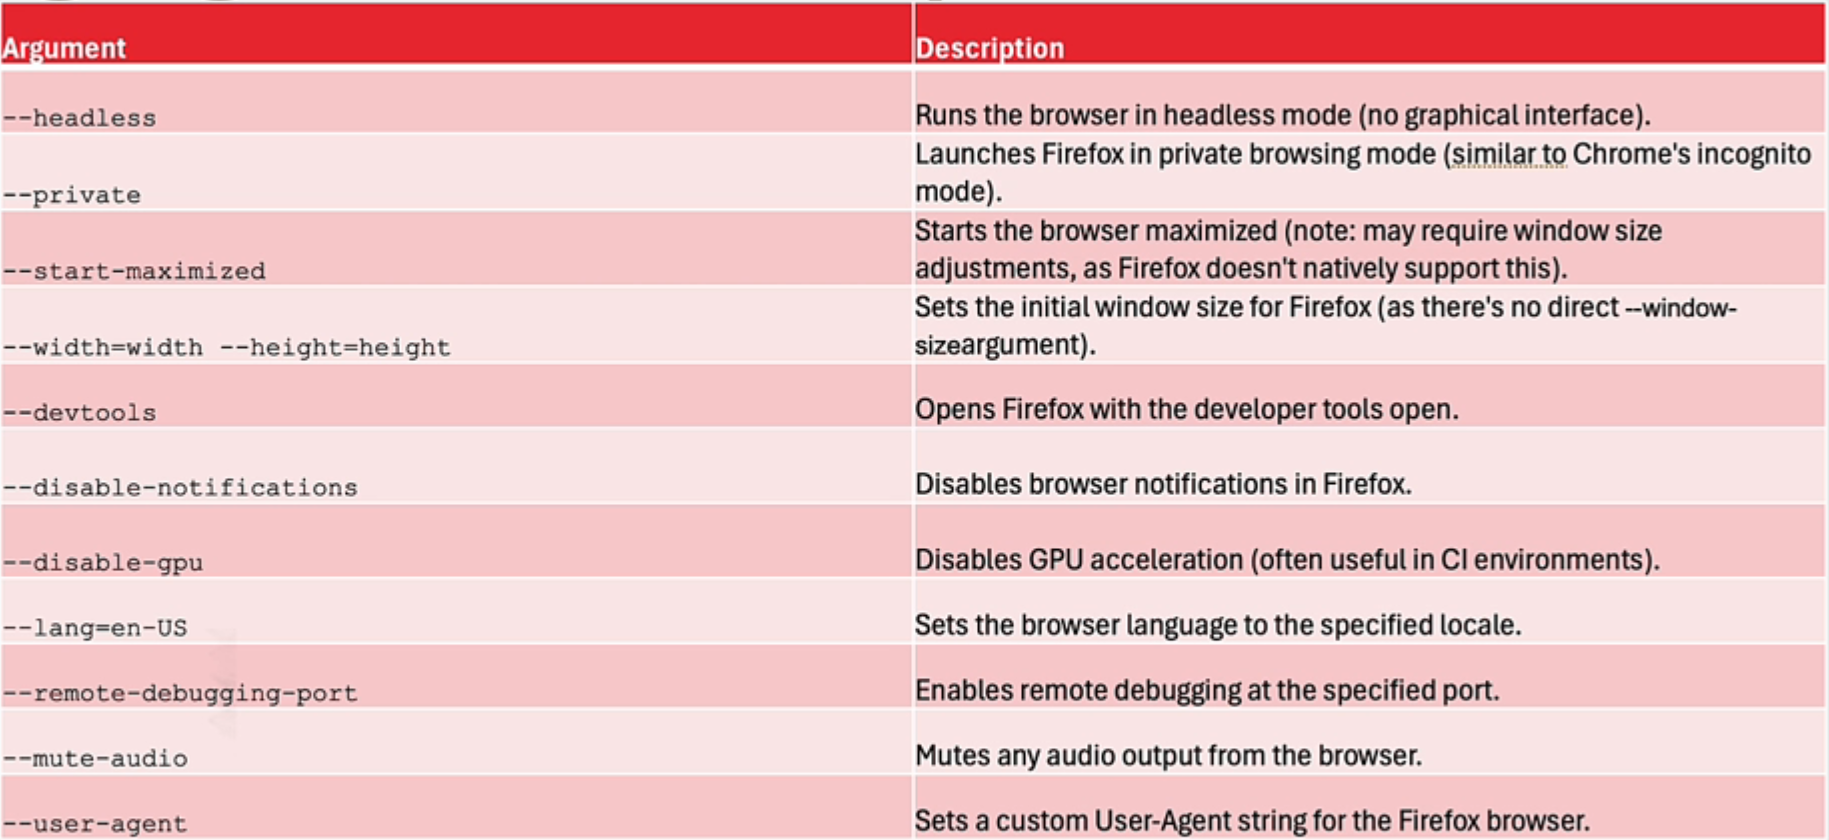 Argument Description
--headless Runs the browser in headless mode (no graphical interface).
Launches Firefox in private browsing mode (similar to Chrome's incognito
--private mode).
Starts the browser maximized (note: may require window size
--start-maximized adjustments, as Firefox doesn't natively support this).
Sets the initial window size for Firefox (as there's no direct --window-
--width=width --height=height sizeargument).
--devtools Opens Firefox with the developer tools open.
--disable-notifications Disables browser notifications in Firefox.
--disable-gpu Disables GPU acceleration (often useful in CI environments).
--lang=en-US Sets the browser language to the specified locale.
--remote-debugging-port Enables remote debugging at the specified port.
--mute-audio Mutes any audio output from the browser.
--user-agent Sets a custom User-Agent string for the Firefox browser.